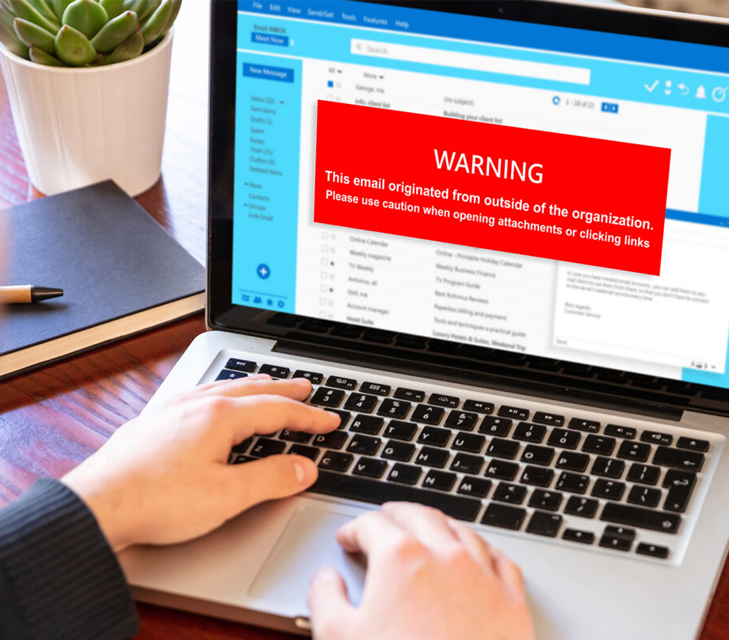 File Edit View Send/Get Tools Features Help
Email INBOX
Meet Now
Search
New Message
All
More
George, me
(no subject)
1 - 18 of 22
info, client list
Building your client list
Inbox (22)
Sent Items
Drafts (1)
Spam
Notes
Trash (21)
Outbox (0)
Deleted Items
More
Contacts
Groups
Junk Email
WARNING
This email originated from outside of the organization.
Please use caution when opening attachments or clicking links
Online Calendar
Online - Printable Holiday Calendar
Weekly magazine
Weekly Business Finance
TV Weekly
TV Program Guide
Antivirus, all
Best Antivirus Reviews
Paperless billing and payment
Account manager
Tools and techniques a practical guide
Hotel Suite
Luxury Hotels & Suites, Weekend Trip
Best regards
Customer Service
Send